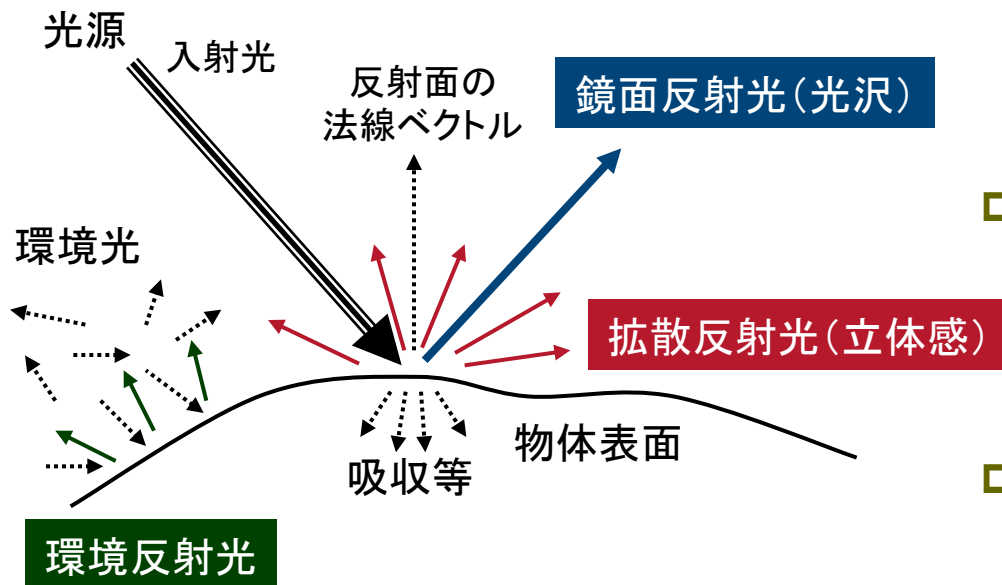 光源
入射光
反射面の
法線ベクトル
鏡面反射光(光沢)
環境光
拡散反射光(立体感)
物体表面
吸収等
環境反射光